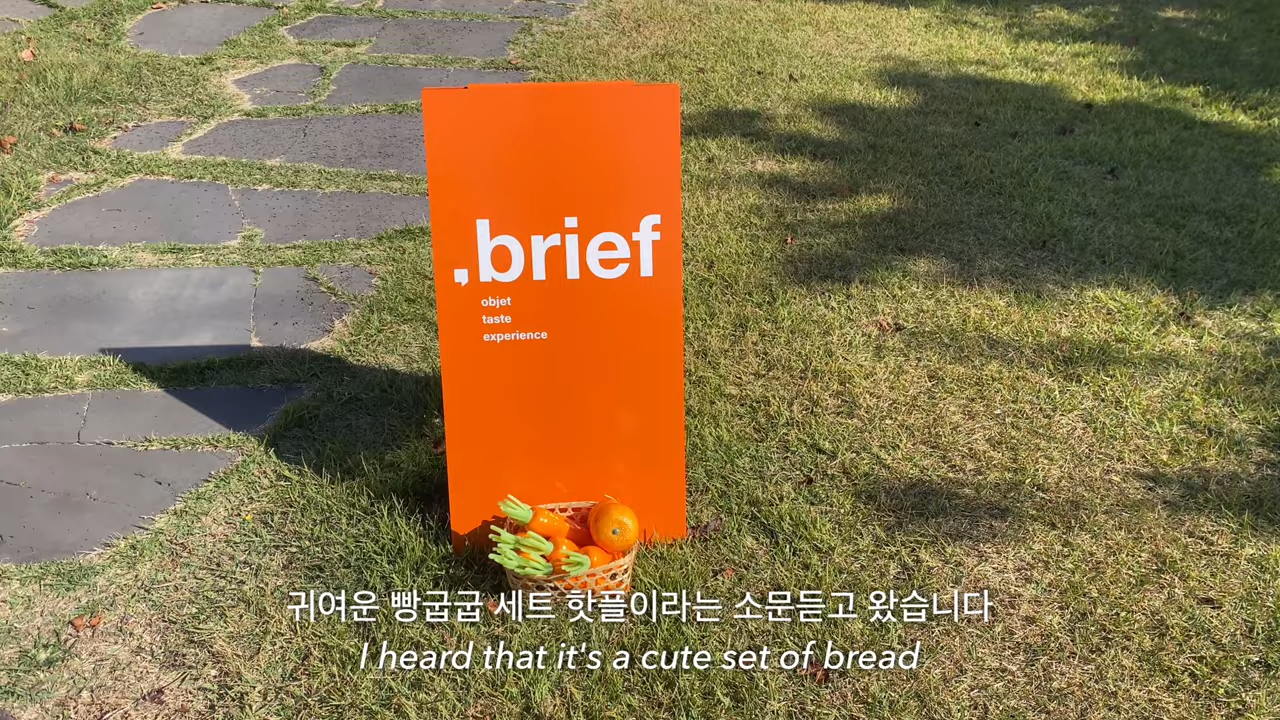 ,brief
objet
taste
experience
귀여운 빵굽굽 세트 핫플이라는 소문듣고 왔습니다
I heard that it's a cute set of bread